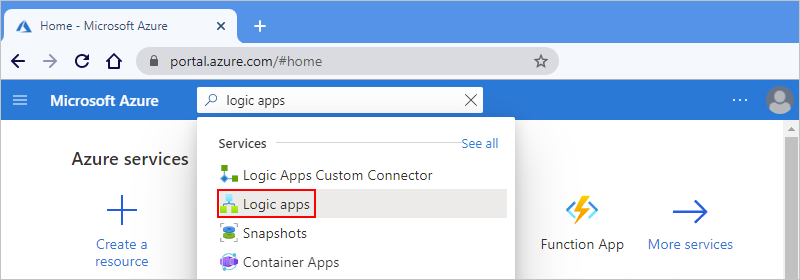 Home - Microsoft Azure
portal.azure.com/#home
Microsoft Azure
logic apps
Services
See all
Azure services
Logic Apps Custom Connector
Logic apps
Snapshots
Container Apps
Create a
resource
Function App
More services